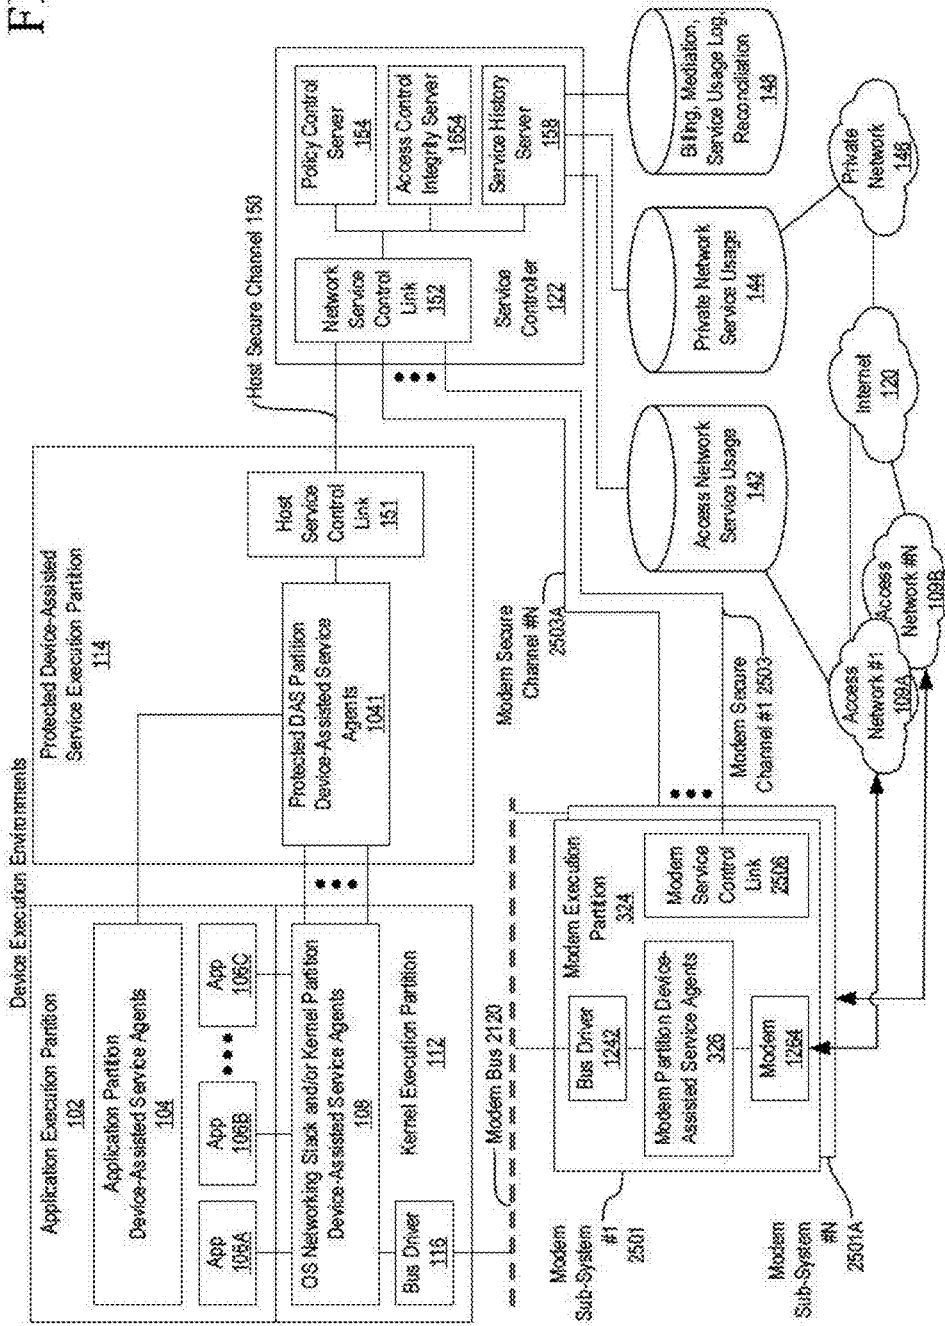 FI
Device Execution Environments
Application Execution Partition
102
Application Partition
Device-Assisted Service Agents
104
App
106A
App
106B
App
106C
OS Networking Stack and/or Kernel Partition
Device-Assisted Service Agents
108
Bus Driver
116
Kernel Execution Partition
112
Protected Device-Assisted
Service Execution Partition
114
Protected DAS Partition
Device-Assisted Service
Agents
1041
Host
Service
Control
Link
151
Host Secure Channel 150
Network
Service
Control
Link
152
Policy Control
Server
154
Access Control
Integrity Server
1654
Service History
Server
158
Service
Controller
122
Modem Bus 2120
Modem
Sub-System
#1
2501
Modem
Sub-System
#N
2501A
Bus Driver
1242
Modem Partition Device-
Assisted Service Agents
326
Modem
1264
Modem Execution
Partition
324
Modem
Service
Control
Link
2506
Modem Secure
Channel #N
2503A
Modem Secure
Channel #1 2503
Access Network
Service Usage
142
Private Network
Service Usage
144
Billing, Mediation,
Service Usage Log,
Reconciliation
148
Access
Network #1
109A
Access
Network #N
109B
Internet
120
Private
Network
146